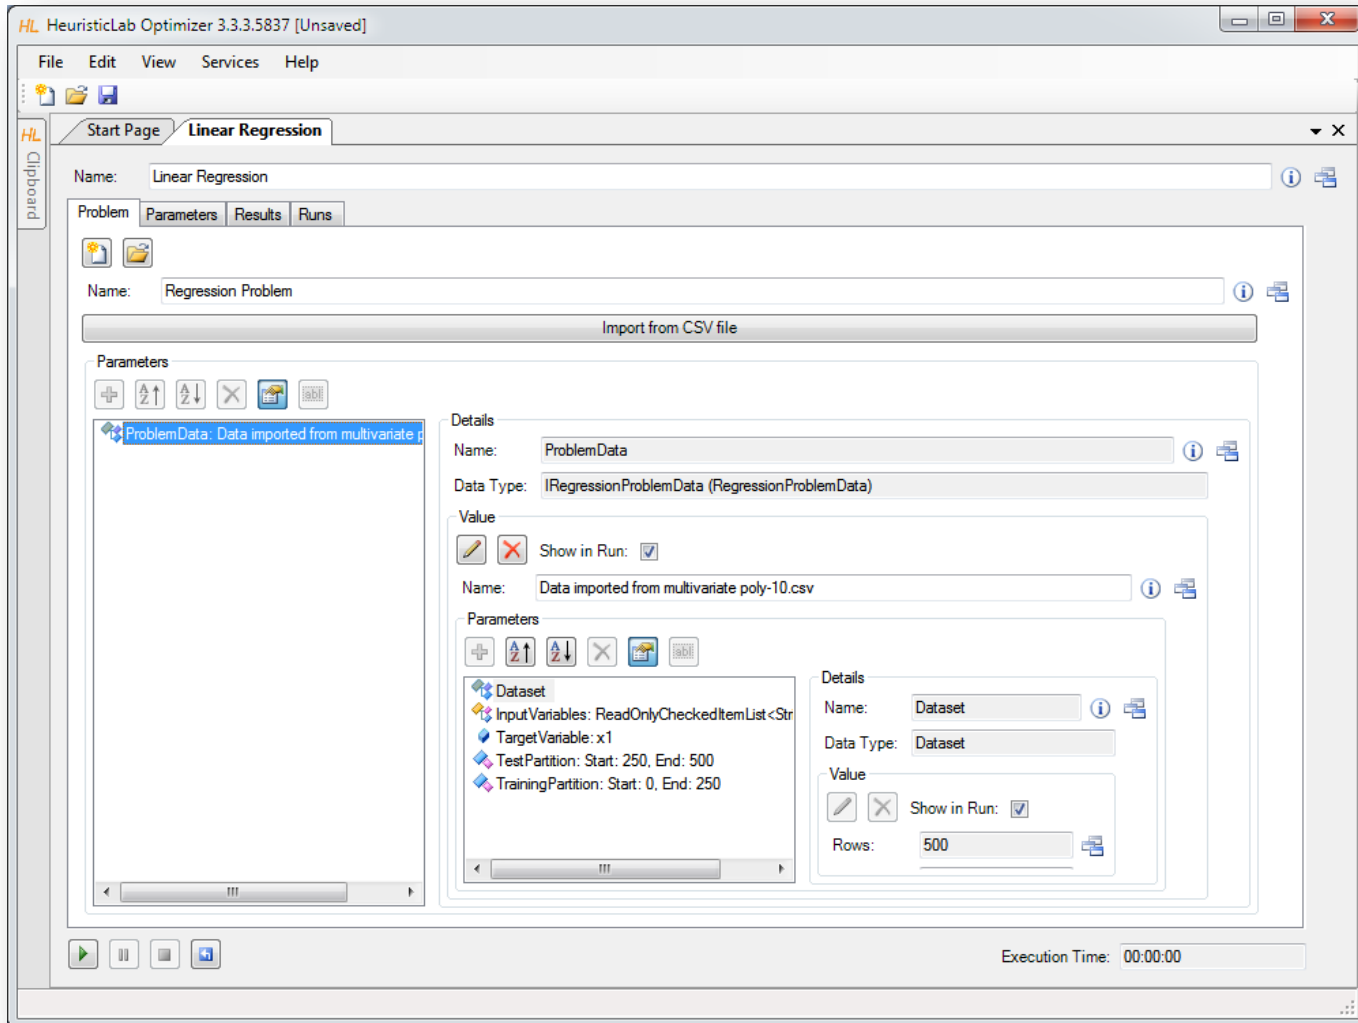 HL HeuristicLab Optimizer 3.3.3.5837 [Unsaved]
File Edit View Services Help
HL Clipboard
Start Page Linear Regression
Name: Linear Regression
Problem Parameters Results Runs
Name: Regression Problem
Import from CSV file
Parameters
ProblemData: Data imported from multivariate p
Details
Name: ProblemData
Data Type: IRegressionProblemData (RegressionProblemData)
Value
Show in Run:
Name: Data imported from multivariate poly-10.csv
Parameters
Dataset
InputVariables: ReadOnlyCheckedItemList<Str
TargetVariable: x1
TestPartition: Start: 250, End: 500
TrainingPartition: Start: 0, End: 250
Details
Name: Dataset
Data Type: Dataset
Value
Show in Run:
Rows: 500
Execution Time: 00:00:00